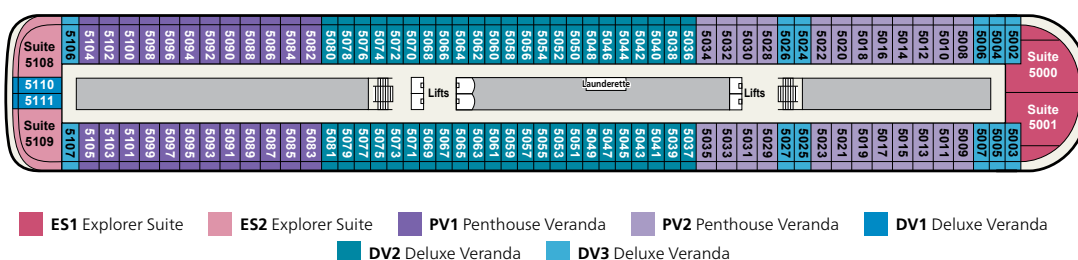 5106 5104 5102 5100 5098 5096 5094 5092 5090 5088 5086 5084 5082 5080 5078 5076 5074 5072 5070 5068 5066 5064 5062 5060 5058 5056 5054 5052 5050 5048 5046 5044 5042 5040 5038 5036 5034 5032 5030 5028 5026 5024 5022 5020 5018 5016 5014 5012 5010 5008 5006 5004 5002
Suite
5108
Suite
5000
5110
5111
Lifts
Launderette
Lifts
Suite
5001
Suite
5109
5107 5105 5103 5101 5099 5097 5095 5093 5091 5089 5087 5085 5083 5081 5079 5077 5075 5073 5071 5069 5067 5065 5063 5061 5059 5057 5055 5053 5051 5049 5047 5045 5043 5041 5039 5037 5035 5033 5031 5029 5027 5025 5023 5021 5019 5017 5015 5013 5011 5009 5007 5005 5003
ES1 Explorer Suite ES2 Explorer Suite PV1 Penthouse Veranda PV2 Penthouse Veranda DV1 Deluxe Veranda
DV2 Deluxe Veranda DV3 Deluxe Veranda